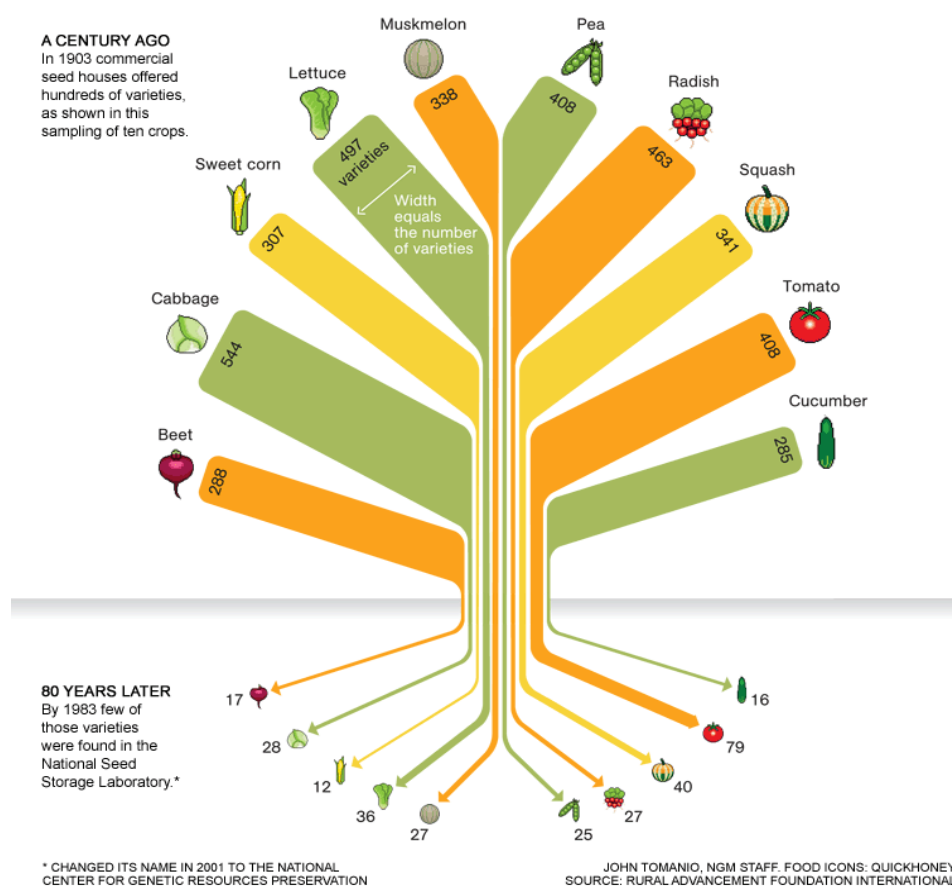 A CENTURY AGO
In 1903 commercial
seed houses offered
hundreds of varieties,
as shown in this
sampling of ten crops.
Muskmelon
338
Pea
408
Lettuce
497
varieties
Width
equals
the number
of varieties
Radish
463
Sweet corn
307
Squash
341
Cabbage
544
Tomato
408
Beet
288
Cucumber
285
80 YEARS LATER
By 1983 few of
those varieties
were found in the
National Seed
Storage Laboratory.*
17
28
12
36
27
25
27
40
79
16
* CHANGED ITS NAME IN 2001 TO THE NATIONAL
CENTER FOR GENETIC RESOURCES PRESERVATION
JOHN TOMANIO, NGM STAFF. FOOD ICONS: QUICKHONEY
SOURCE: RURAL ADVANCEMENT FOUNDATION INTERNATIONAL